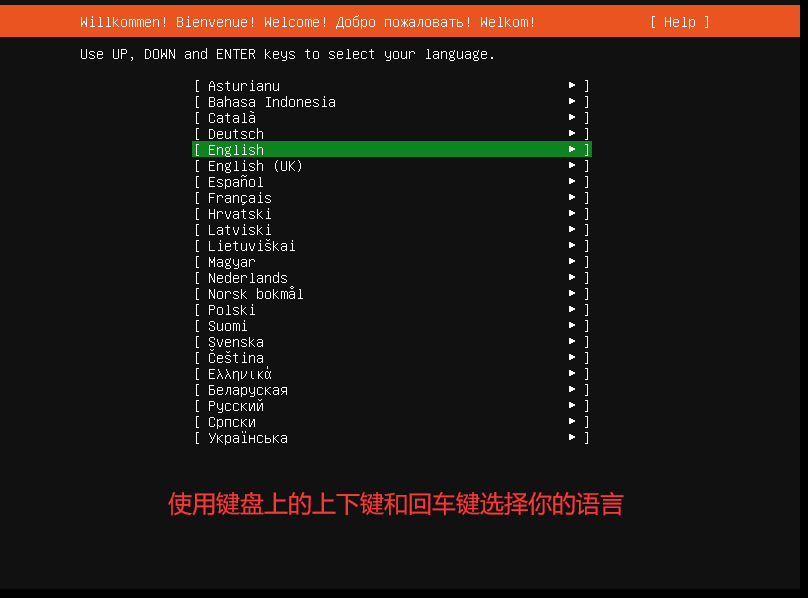 Willkommen! Bienvenue! Welcome! Добро пожаловать! Welkom! [ Help ]
Use UP, DOWN and ENTER keys to select your language.
[ Asturianu ▸ ]
[ Bahasa Indonesia ▸ ]
[ Català ▸ ]
[ Deutsch ▸ ]
[ English ▸ ]
[ English (UK) ▸ ]
[ Español ▸ ]
[ Français ▸ ]
[ Hrvatski ▸ ]
[ Latviski ▸ ]
[ Lietuviškai ▸ ]
[ Magyar ▸ ]
[ Nederlands ▸ ]
[ Norsk bokmål ▸ ]
[ Polski ▸ ]
[ Suomi ▸ ]
[ Svenska ▸ ]
[ Čeština ▸ ]
[ Ελληνικά ▸ ]
[ Беларуская ▸ ]
[ Русский ▸ ]
[ Српски ▸ ]
[ Українська ▸ ]
使用键盘上的上下键和回车键选择你的语言